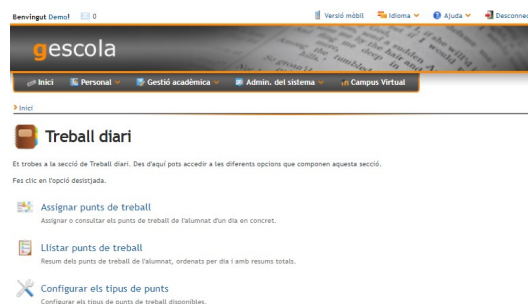 Benvingut Demo! 0 Versió mòbil Idioma Ajuda Desconnec
gescola
Inici Personal Gestió acadèmica Admin. del sistema Campus Virtual
Inici
Treball diari
Et trobes a la secció de Treball diari. Des d'aquí pots accedir a les diferents opcions que componen aquesta secció.
Fes clic en l'opció desistjada.
Assignar punts de treball
Assignar o consultar els punts de treball de l'alumnat d'un dia en concret.
Llistar punts de treball
Resum dels punts de treball de l'alumnat, ordenats per dia i amb resums totals.
Configurar els tipus de punts
Configurar els tipus de punts de treball disponibles.